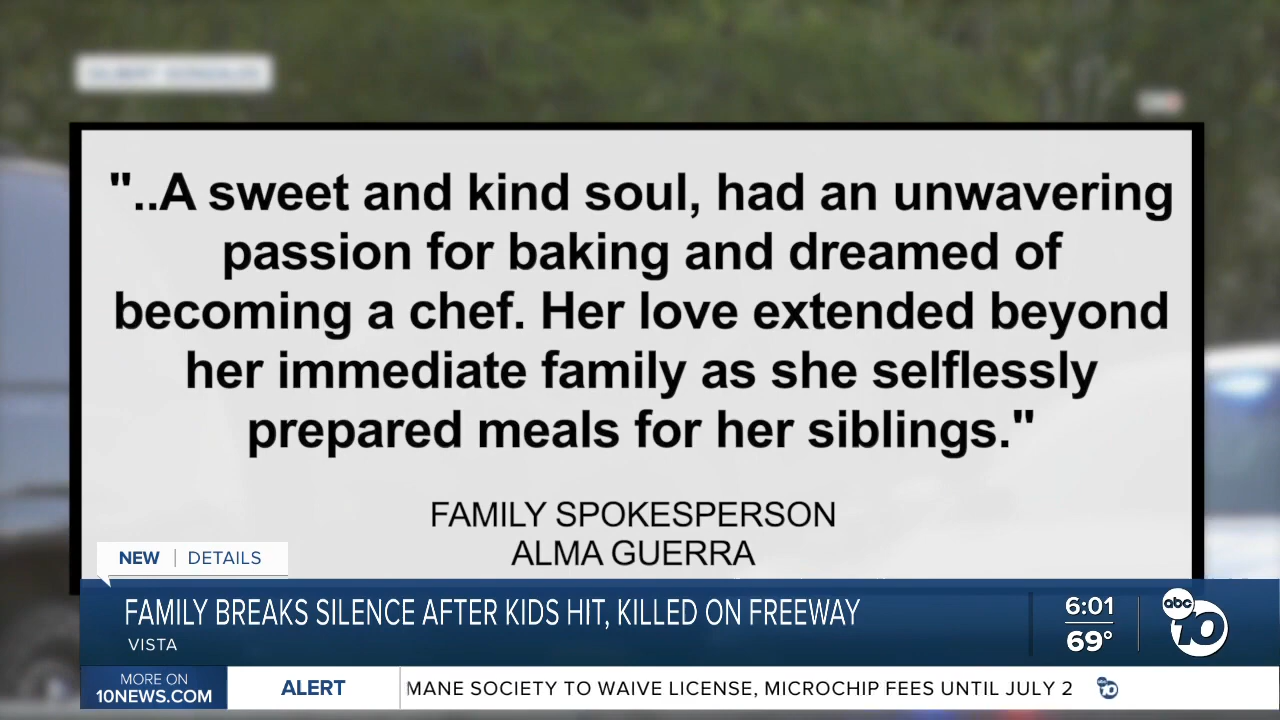 "..A sweet and kind soul, had an unwavering
passion for baking and dreamed of
becoming a chef. Her love extended beyond
her immediate family as she selflessly
prepared meals for her siblings."
FAMILY SPOKESPERSON
ALMA GUERRA
NEW | DETAILS
FAMILY BREAKS SILENCE AFTER KIDS HIT, KILLED ON FREEWAY
VISTA
6:01
69°
abc 10
MORE ON
10NEWS.COM
ALERT
MANE SOCIETY TO WAIVE LICENSE, MICROCHIP FEES UNTIL JULY 2
abc 10